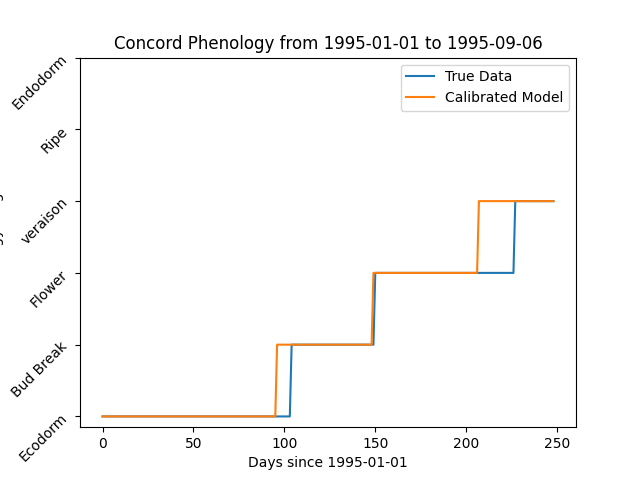 Concord Phenology from 1995-01-01 to 1995-09-06
True Data
Calibrated Model
Endodorm
Ripe
veraison
Flower
Bud Break
Ecodorm
0 50 100 150 200 250
Days since 1995-01-01